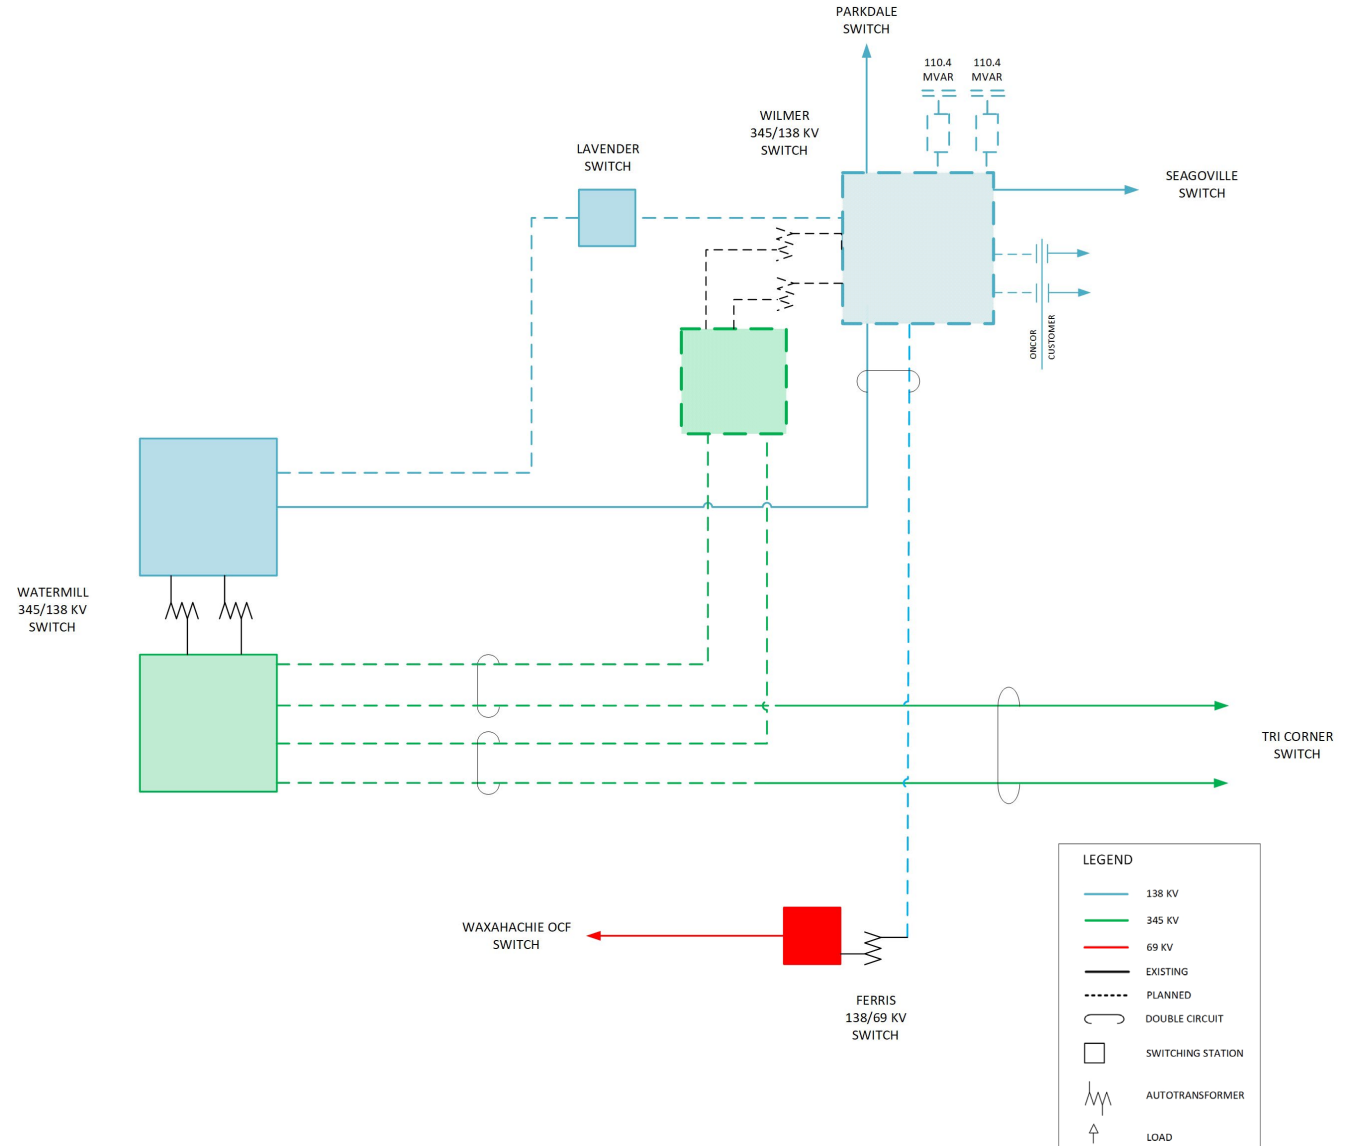 PARKDALE
SWITCH
110.4
MVAR
110.4
MVAR
WILMER
345/138 KV
SWITCH
LAVENDER
SWITCH
SEAGOVILLE
SWITCH
ONCOR
CUSTOMER
WATERMILL
345/138 KV
SWITCH
TRI CORNER
SWITCH
WAXAHACHIE OCF
SWITCH
FERRIS
138/69 KV
SWITCH
LEGEND
138 KV
345 KV
69 KV
EXISTING
PLANNED
DOUBLE CIRCUIT
SWITCHING STATION
AUTOTRANSFORMER
LOAD